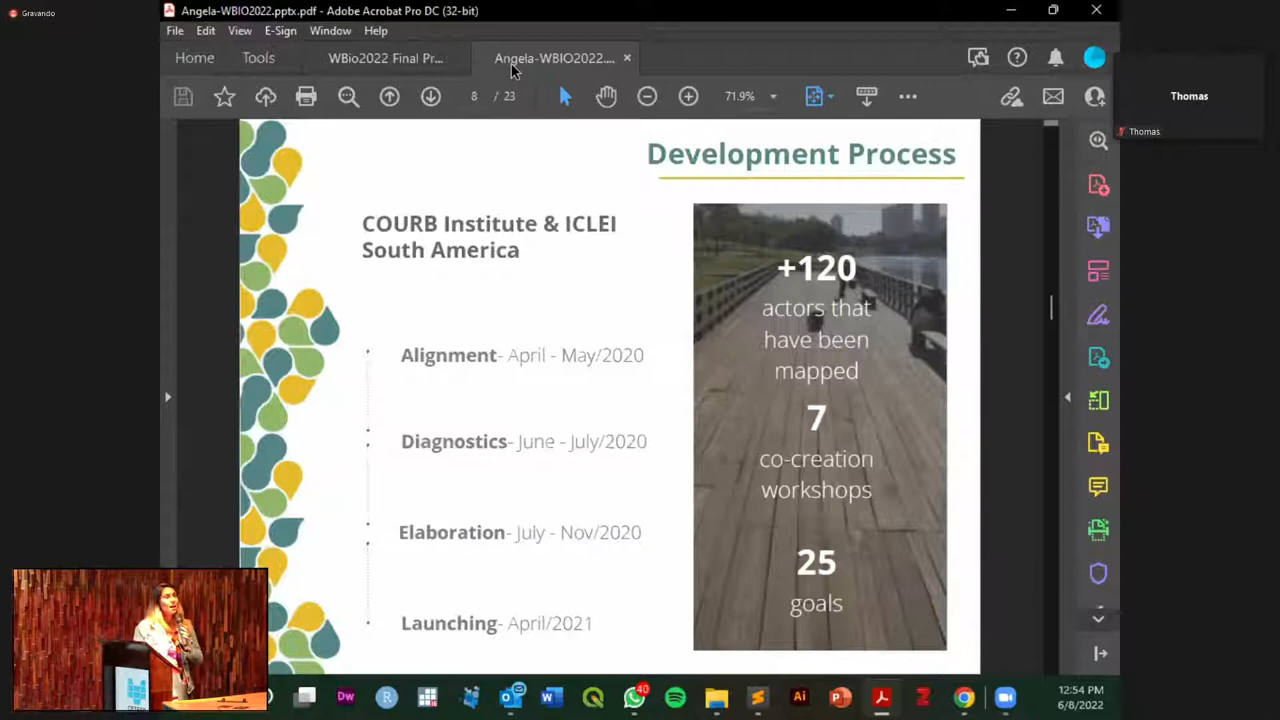 Gravando
Angela-WBIO2022.pptx.pdf - Adobe Acrobat Pro DC (32-bit)
File Edit View E-Sign Window Help
Home Tools WBio2022 Final Pr... Angela-WBIO2022....
8 / 23 71.9%
Thomas
Thomas
Development Process
COURB Institute & ICLEI
South America
Alignment- April - May/2020
Diagnostics- June - July/2020
Elaboration- July - Nov/2020
Launching- April/2021
+120
actors that
have been
mapped
7
co-creation
workshops
25
goals
Dw
R
40
Ai
12:54 PM
6/8/2022